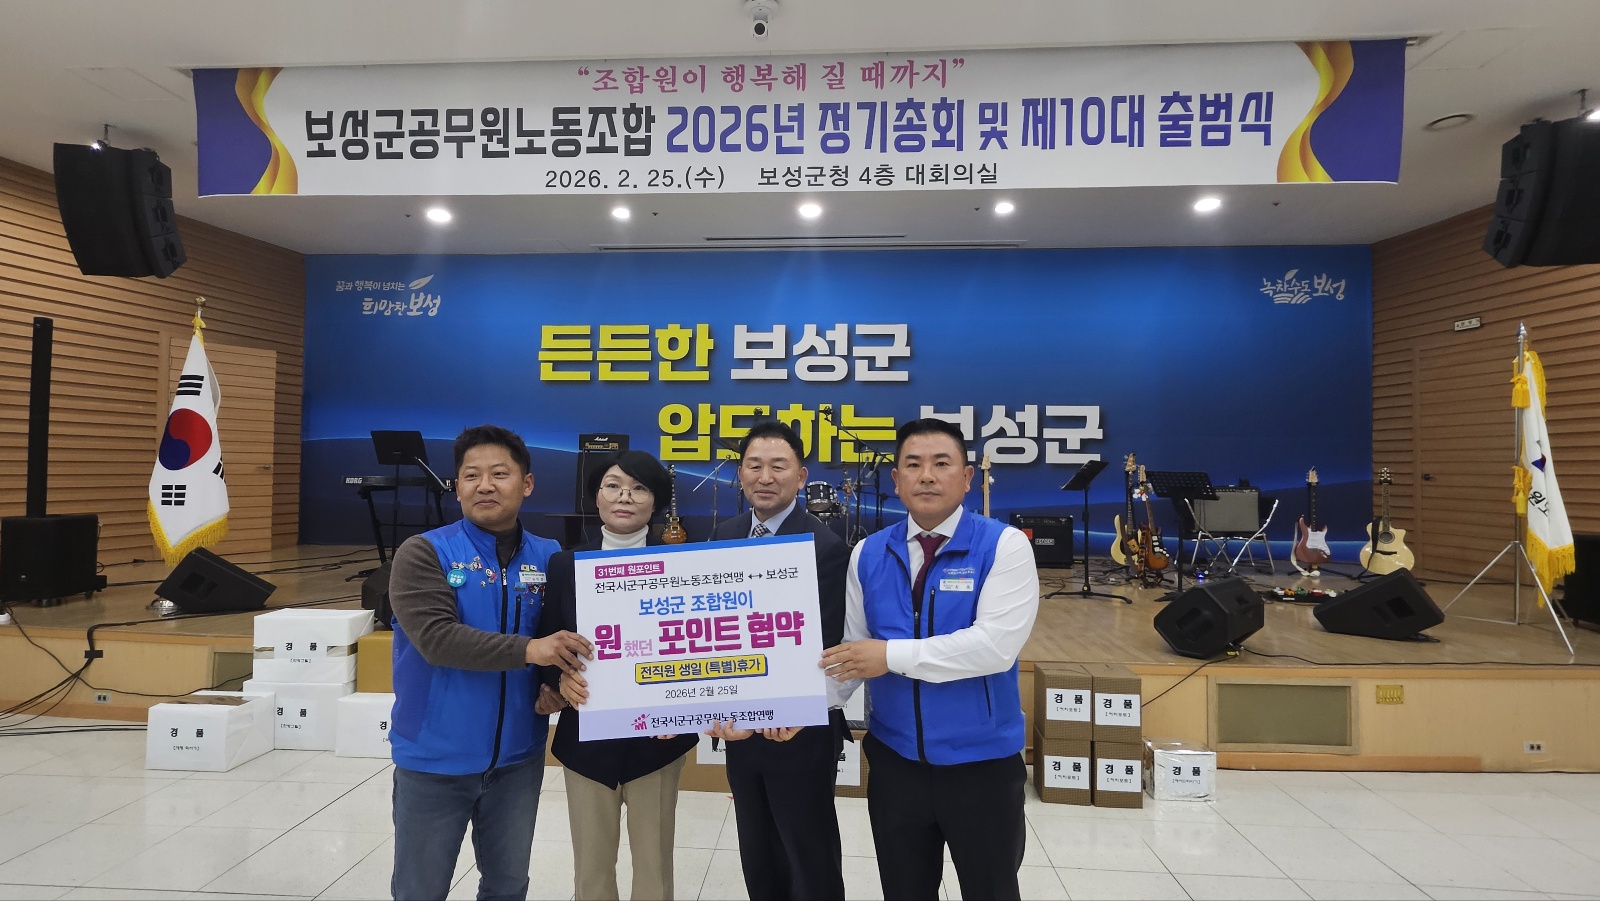 “조합원이 행복해 질 때까지”
보성군공무원노동조합 2026년 정기총회 및 제10대 출범식
2026. 2. 25.(수) 보성군청 4층 대회의실
꿈과 행복이 넘치는
희망찬 보성
녹차수도 보성
든든한 보성군
압도하는 보성군
KORG
Marshall
31번째 원포인트
전국시군구공무원노동조합연맹 ↔ 보성군
보성군 조합원이
원했던 포인트 협약
전직원 생일 (특별)휴가
2026년 2월 25일
전국시군구공무원노동조합연맹
경 품
경 품
경 품
경 품
경 품
경 품
경 품
경 품
경 품